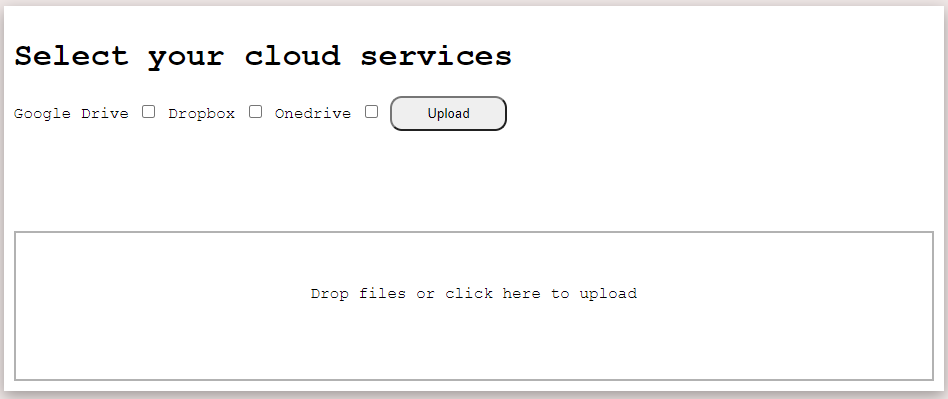 Select your cloud services
Google Drive Dropbox Onedrive Upload
Drop files or click here to upload